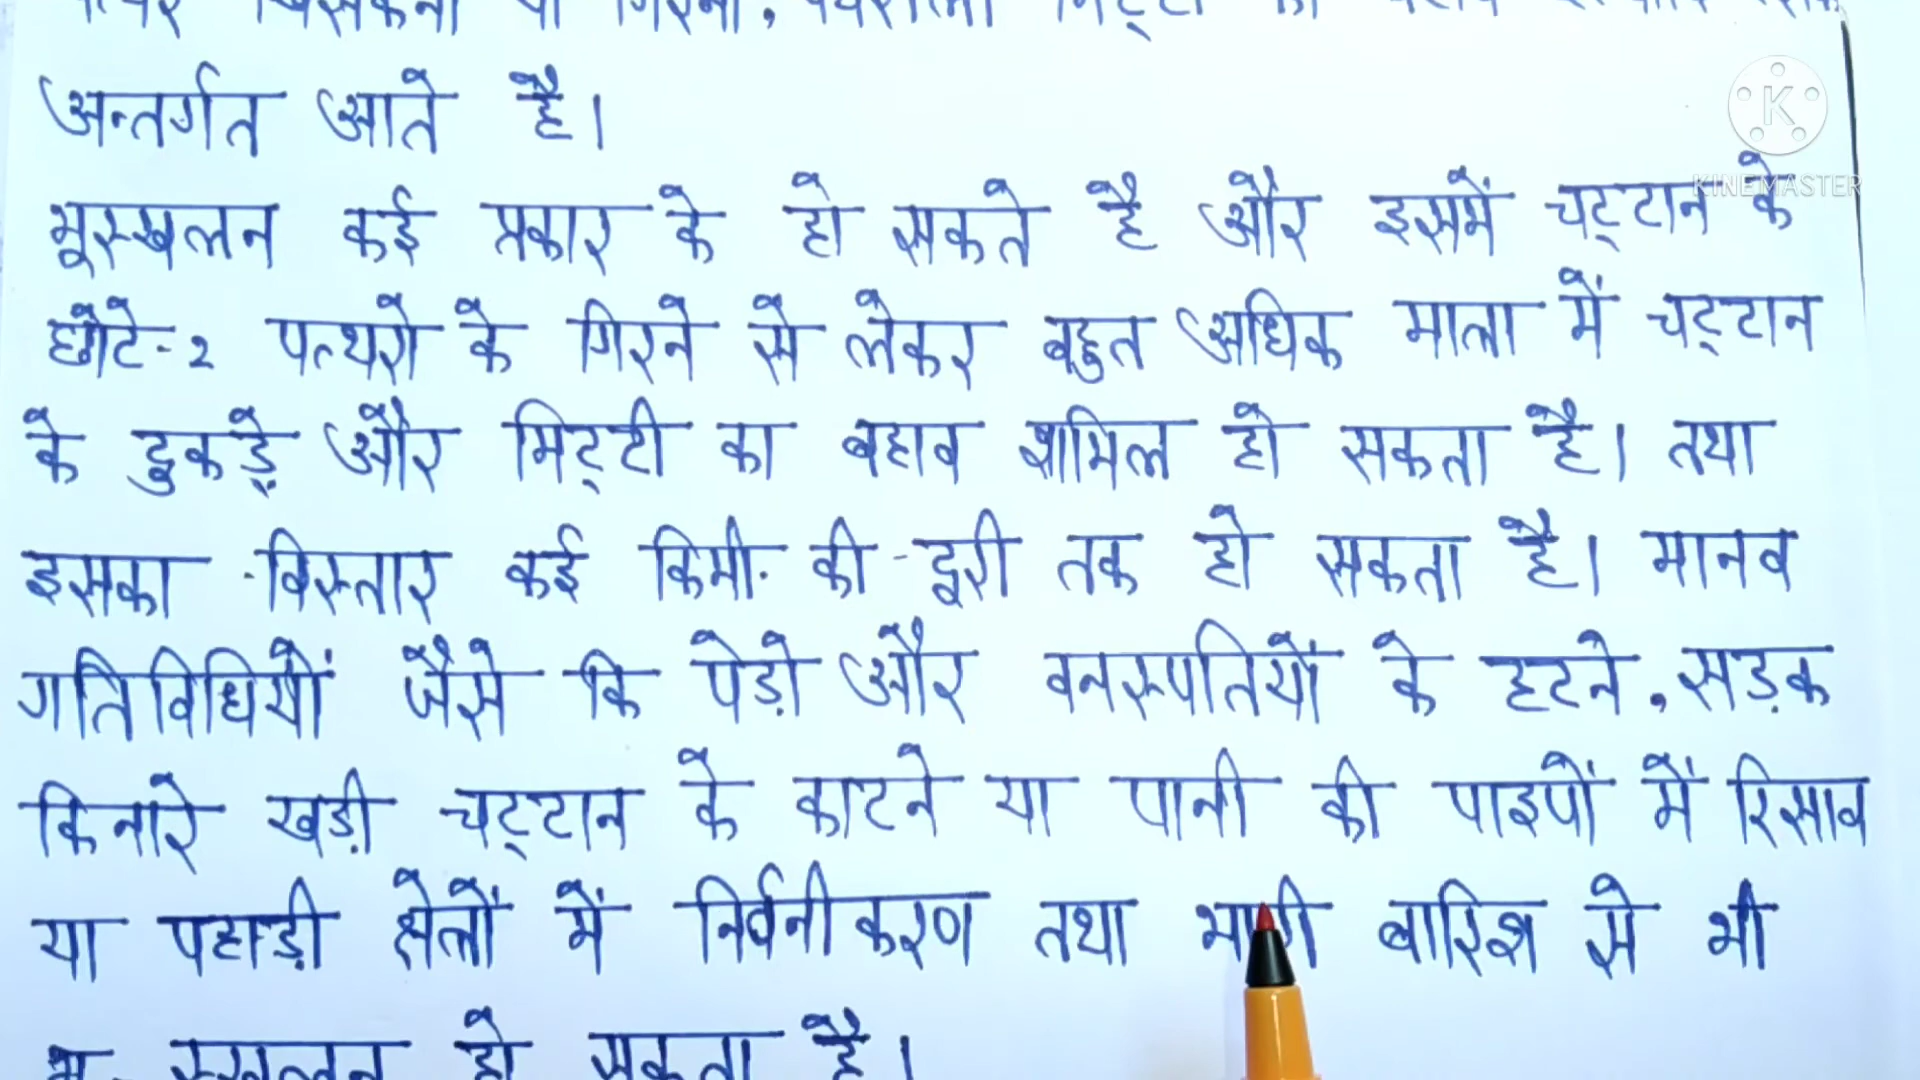 अन्तर्गत आते है।
K
KINEMASTER
भूस्खलन कई प्रकार के हो सकते है और इसमें चट्टान के
छोटे-२ पत्थरो के गिरने से लेकर बहुत अधिक मात्रा में चट्टान
के टुकड़े और मिट्टी का बहाव शामिल हो सकता है। तथा
इसका विस्तार कई किमी. की दूरी तक हो सकता है। मानव
गतिविधियों जैसे कि पेड़ो और वनस्पतियों के हटने, सड़क
किनारे खड़ी चट्टान के काटने या पानी की पाइपों में रिसाव
या पहाड़ी क्षेत्रों में निर्वनीकरण तथा भारी बारिश से भी
भू-स्खलन हो सकता है।